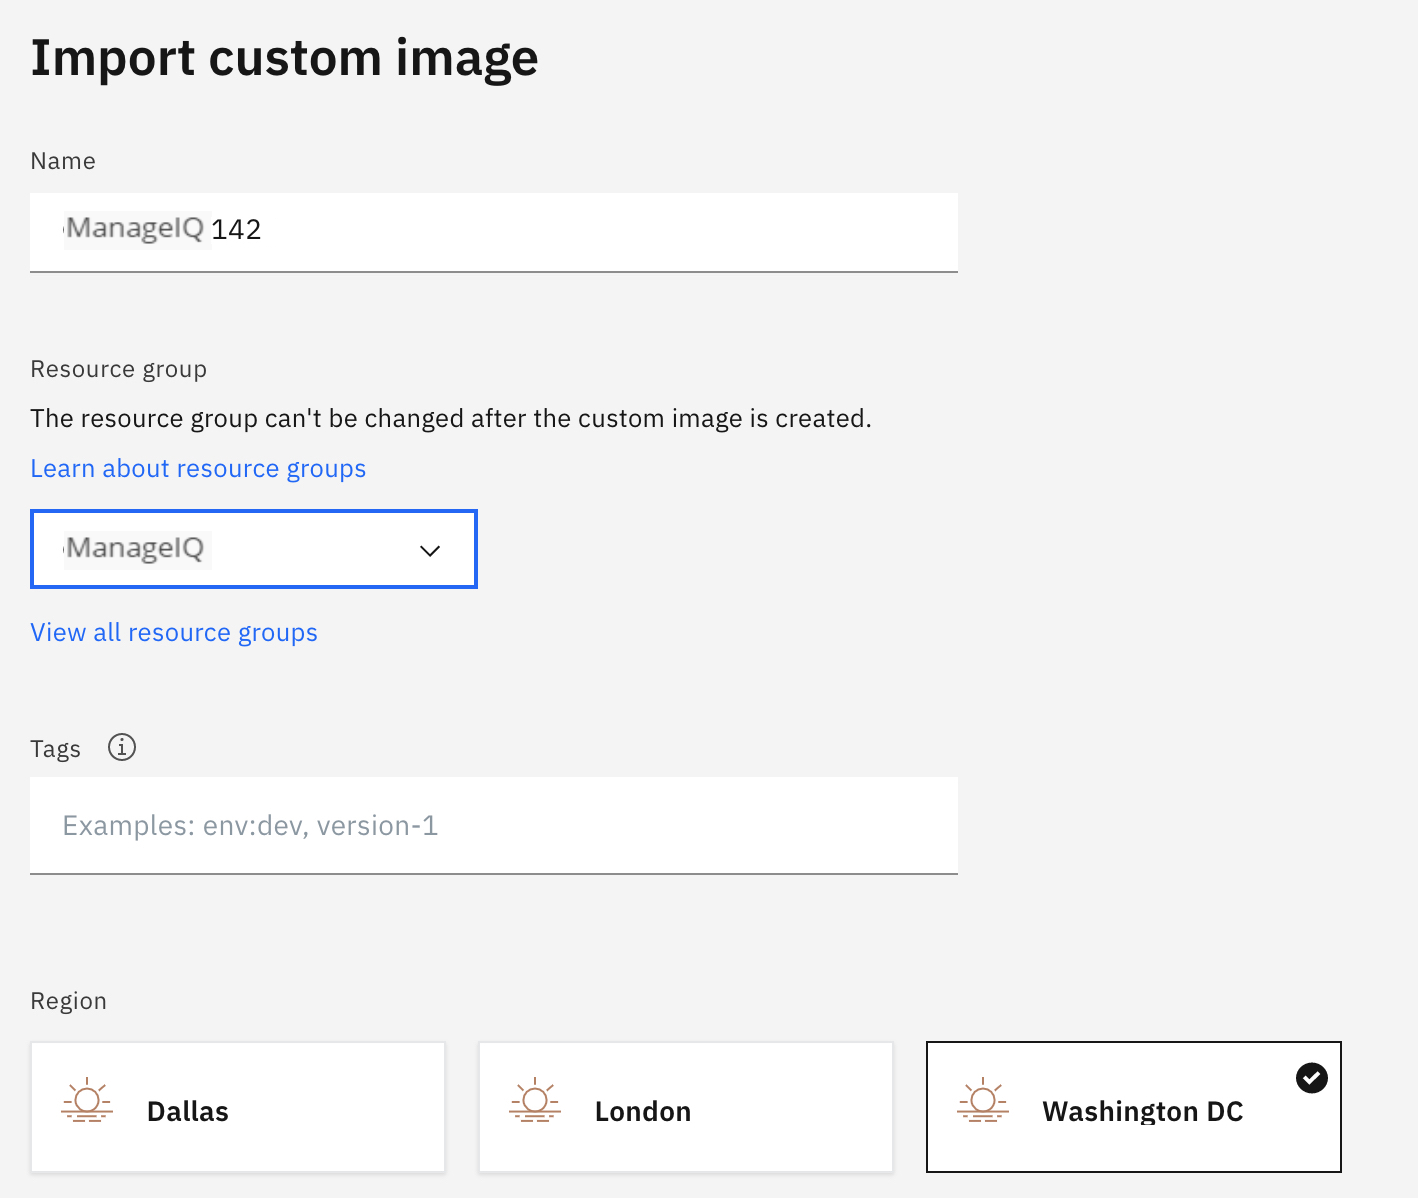 Import custom image
Name
ManageIQ 142
Resource group
The resource group can't be changed after the custom image is created.
Learn about resource groups
ManageIQ
View all resource groups
Tags
Examples: env:dev, version-1
Region
Dallas
London
Washington DC